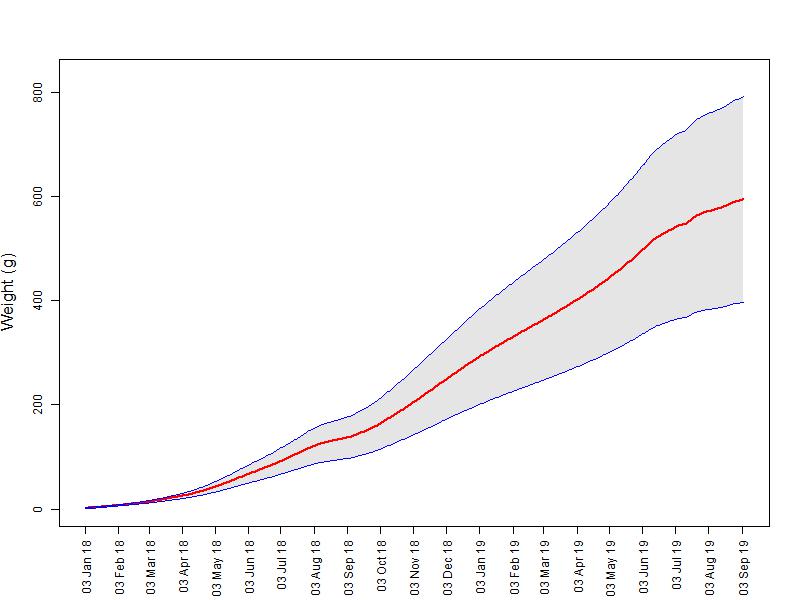 Weight (g)
800
600
400
200
0
03 Jan 18
03 Feb 18
03 Mar 18
03 Apr 18
03 May 18
03 Jun 18
03 Jul 18
03 Aug 18
03 Sep 18
03 Oct 18
03 Nov 18
03 Dec 18
03 Jan 19
03 Feb 19
03 Mar 19
03 Apr 19
03 May 19
03 Jun 19
03 Jul 19
03 Aug 19
03 Sep 19